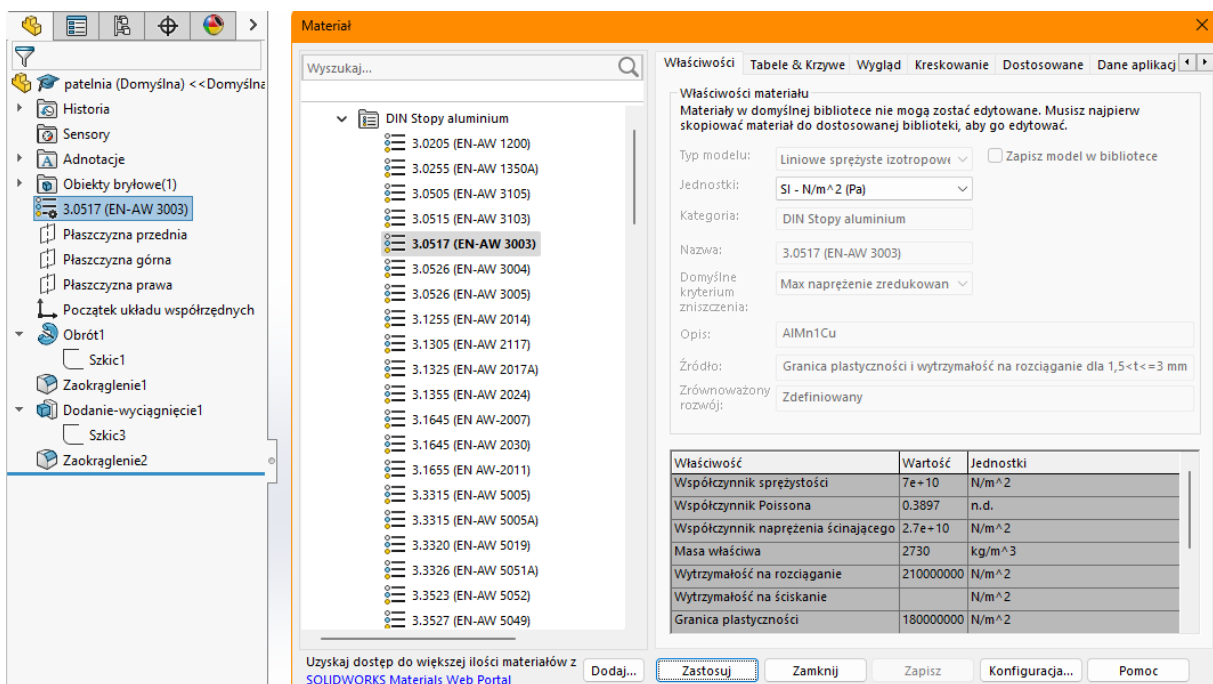 patelnia (Domyślna) <<Domyślna
Historia
Sensory
Adnotacje
Obiekty bryłowe(1)
3.0517 (EN-AW 3003)
Płaszczyzna przednia
Płaszczyzna górna
Płaszczyzna prawa
Początek układu współrzędnych
Obrót1
Szkic1
Zaokrąglenie1
Dodanie-wyciągnięcie1
Szkic3
Zaokrąglenie2
Materiał
Wyszukaj...
DIN Stopy aluminium
3.0205 (EN-AW 1200)
3.0255 (EN-AW 1350A)
3.0505 (EN-AW 3105)
3.0515 (EN-AW 3103)
3.0517 (EN-AW 3003)
3.0526 (EN-AW 3004)
3.0526 (EN-AW 3005)
3.1255 (EN-AW 2014)
3.1305 (EN-AW 2117)
3.1325 (EN-AW 2017A)
3.1355 (EN-AW 2024)
3.1645 (EN AW-2007)
3.1645 (EN-AW 2030)
3.1655 (EN AW-2011)
3.3315 (EN-AW 5005)
3.3315 (EN-AW 5005A)
3.3320 (EN-AW 5019)
3.3326 (EN-AW 5051A)
3.3523 (EN-AW 5052)
3.3527 (EN-AW 5049)
Uzyskaj dostęp do większej ilości materiałów z
SOLIDWORKS Materials Web Portal
Dodaj...
Właściwości Tabele & Krzywe Wygląd Kreskowanie Dostosowane Dane aplikacj
Właściwości materiału
Materiały w domyślnej bibliotece nie mogą zostać edytowane. Musisz najpierw
skopiować materiał do dostosowanej biblioteki, aby go edytować.
Typ modelu: Liniowe sprężyste izotropowe Zapisz model w bibliotece
Jednostki: SI - N/m^2 (Pa)
Kategoria: DIN Stopy aluminium
Nazwa: 3.0517 (EN-AW 3003)
Domyślne
kryterium
zniszczenia:
Max naprężenie zredukowan
Opis: AlMn1Cu
Źródło: Granica plastyczności i wytrzymałość na rozciąganie dla 1,5<t<=3 mm
Zrównoważony
rozwój:
Zdefiniowany
Właściwość Wartość Jednostki
Współczynnik sprężystości 7e+10 N/m^2
Współczynnik Poissona 0.3897 n.d.
Współczynnik naprężenia ścinającego 2.7e+10 N/m^2
Masa właściwa 2730 kg/m^3
Wytrzymałość na rozciąganie 210000000 N/m^2
Wytrzymałość na ściskanie N/m^2
Granica plastyczności 180000000 N/m^2
Zastosuj Zamknij Zapisz Konfiguracja... Pomoc